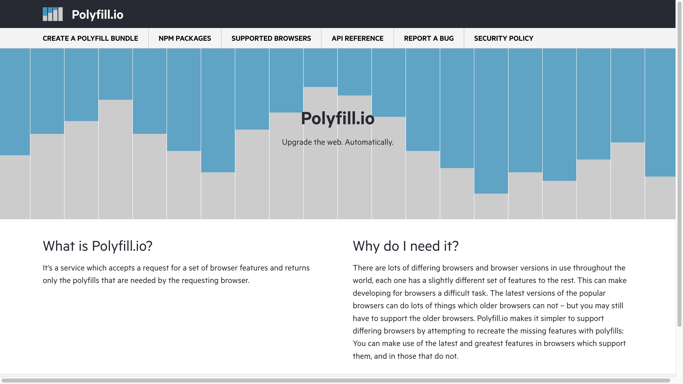 Polyfill.io
CREATE A POLYFILL BUNDLE NPM PACKAGES SUPPORTED BROWSERS API REFERENCE REPORT A BUG SECURITY POLICY
Polyfill.io
Upgrade the web. Automatically.
What is Polyfill.io?
It's a service which accepts a request for a set of browser features and returns
only the polyfills that are needed by the requesting browser.
Why do I need it?
There are lots of differing browsers and browser versions in use throughout the
world, each one has a slightly different set of features to the rest. This can make
developing for browsers a difficult task. The latest versions of the popular
browsers can do lots of things which older browsers can not – but you may still
have to support the older browsers. Polyfill.io makes it simpler to support
differing browsers by attempting to recreate the missing features with polyfills:
You can make use of the latest and greatest features in browsers which support
them, and in those that do not.